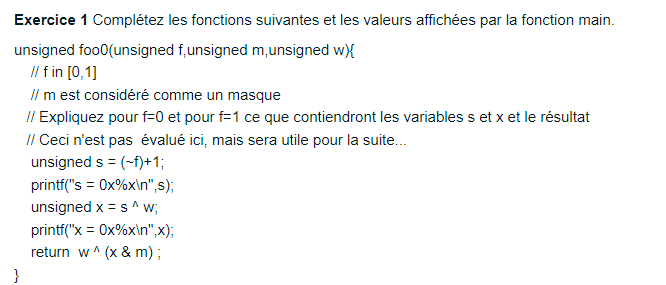 Exercice 1 Complétez les fonctions suivantes et les valeurs affichées par la fonction main.
unsigned foo0(unsigned f,unsigned m,unsigned w){
// f in [0,1]
// m est considéré comme un masque
// Expliquez pour f=0 et pour f=1 ce que contiendront les variables s et x et le résultat
// Ceci n'est pas évalué ici, mais sera utile pour la suite...
unsigned s = (~f)+1;
printf("s = 0x%x\n",s);
unsigned x = s ^ w;
printf("x = 0x%x\n",x);
return w ^ (x & m) ;
}